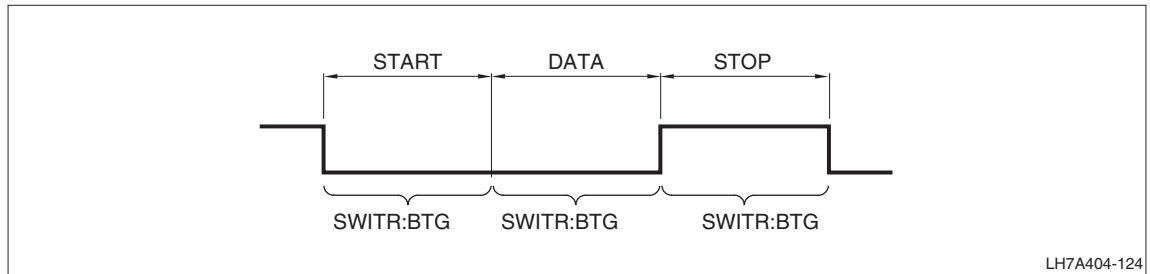 START DATA STOP
SWITR:BTG SWITR:BTG SWITR:BTG
LH7A404-124